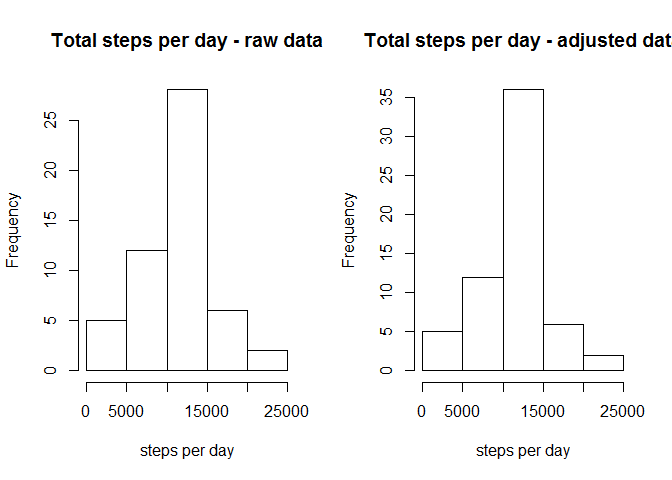 Total steps per day - raw data
Frequency
0
5
10
15
20
25
0 5000 15000 25000
steps per day
Total steps per day - adjusted dat
Frequency
0
5
10
15
20
25
30
35
0 5000 15000 25000
steps per day